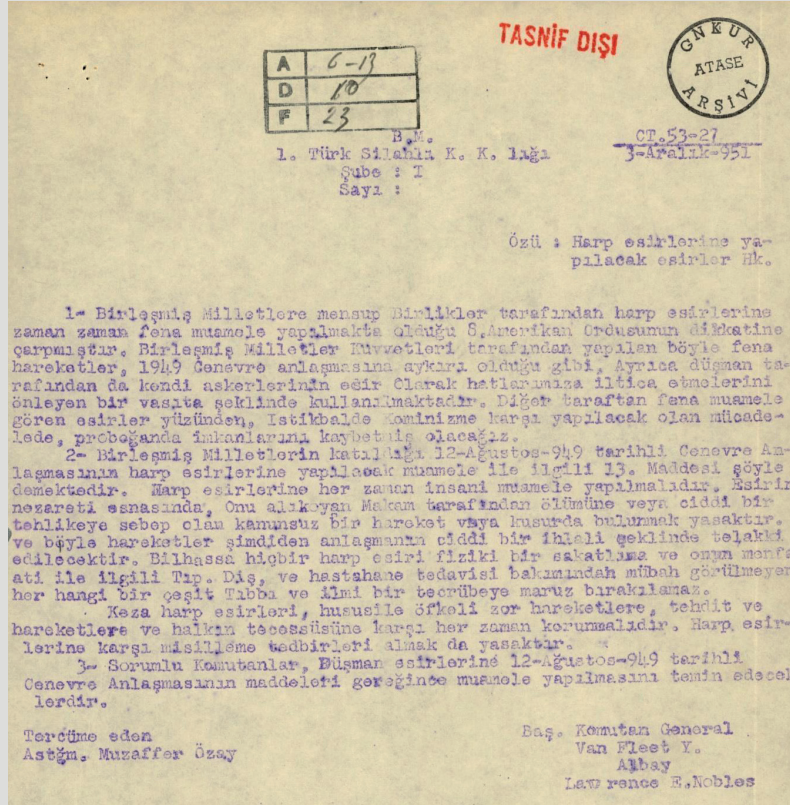 TASNİF DIŞI
GNKUR
ATASE
ARŞİVİ
A 6-13
D 10
F 23
B.M.
1. Türk Silahlı K. K. lığı
Şube : I
Sayı :
CT.53-27
3-Aralık-951
Özü : Harp esirlerine ya-
pılacak esirler Hk.
1- Birleşmiş Milletlere mensup Birlikler tarafından harp esirlerine
zaman zaman fena muamele yapılmakta olduğu 8.Amerikan Ordusunun dikkatine
çarpmıştır. Birleşmiş Milletler Kuvvetleri tarafından yapılan böyle fena
hareketler, 1949 Cenevre anlaşmasına aykırı olduğu gibi, Ayrıca düşman ta-
rafından da kendi askerlerinin esir Olarak hatlarımıza iltica etmelerini
önleyen bir vasıta şeklinde kullanılmaktadır. Diğer taraftan fena muamele
gören esirler yüzünden, Istikbalde Kominizme karşı yapılacak olan mücade-
lede, proboğanda imkanlarını kaybetmiş olacağız.
2- Birleşmiş Milletlerin katıldığı 12-Ağustos-949 tarihli Cenevre An-
laşmasının harp esirlerine yapılacak muamele ile ilgili 13. Maddesi şöyle
demektedir. Harp esirlerine her zaman insani muamele yapılmalıdır. Esirin
nezareti esnasında, Onu alıkoyan Makam tarafından ölümüne veya ciddi bir
tehlikeye sebep olan kanunsuz bir hareket veya kusurda bulunmak yasaktır.
ve böyle hareketler şimdiden anlaşmanın ciddi bir ihlali şeklinde telakki
edilecektir. Bilhassa hiçbir harp esiri fiziki bir sakatlıma ve onun menfa
ati ile ilgili Tıp. Diş, ve hastahane tedavisi bakımından mübah görülmeyen
her hangi bir çeşit Tıbba ve ilmi bir tecrübeye maruz bırakılamaz.
Keza harp esirleri, hususile öfkeli zor hareketlere, tehdit ve
hareketlere ve halkın tecessüsüne karşı her zaman korunmalıdır. Harp esir-
lerine karşı misilleme tedbirleri almak da yasaktır.
3- Sorumlu Komutanlar, Düşman esirlerine 12-Ağustos-949 tarihli
Cenevre Anlaşmasının maddeleri gereğince muamele yapılmasını temin edecek
lerdir.
Tercüme eden
Astğm. Muzaffer Özay
Baş. Komutan General
Van Fleet Y.
Albay
Lawrence E.Nobles